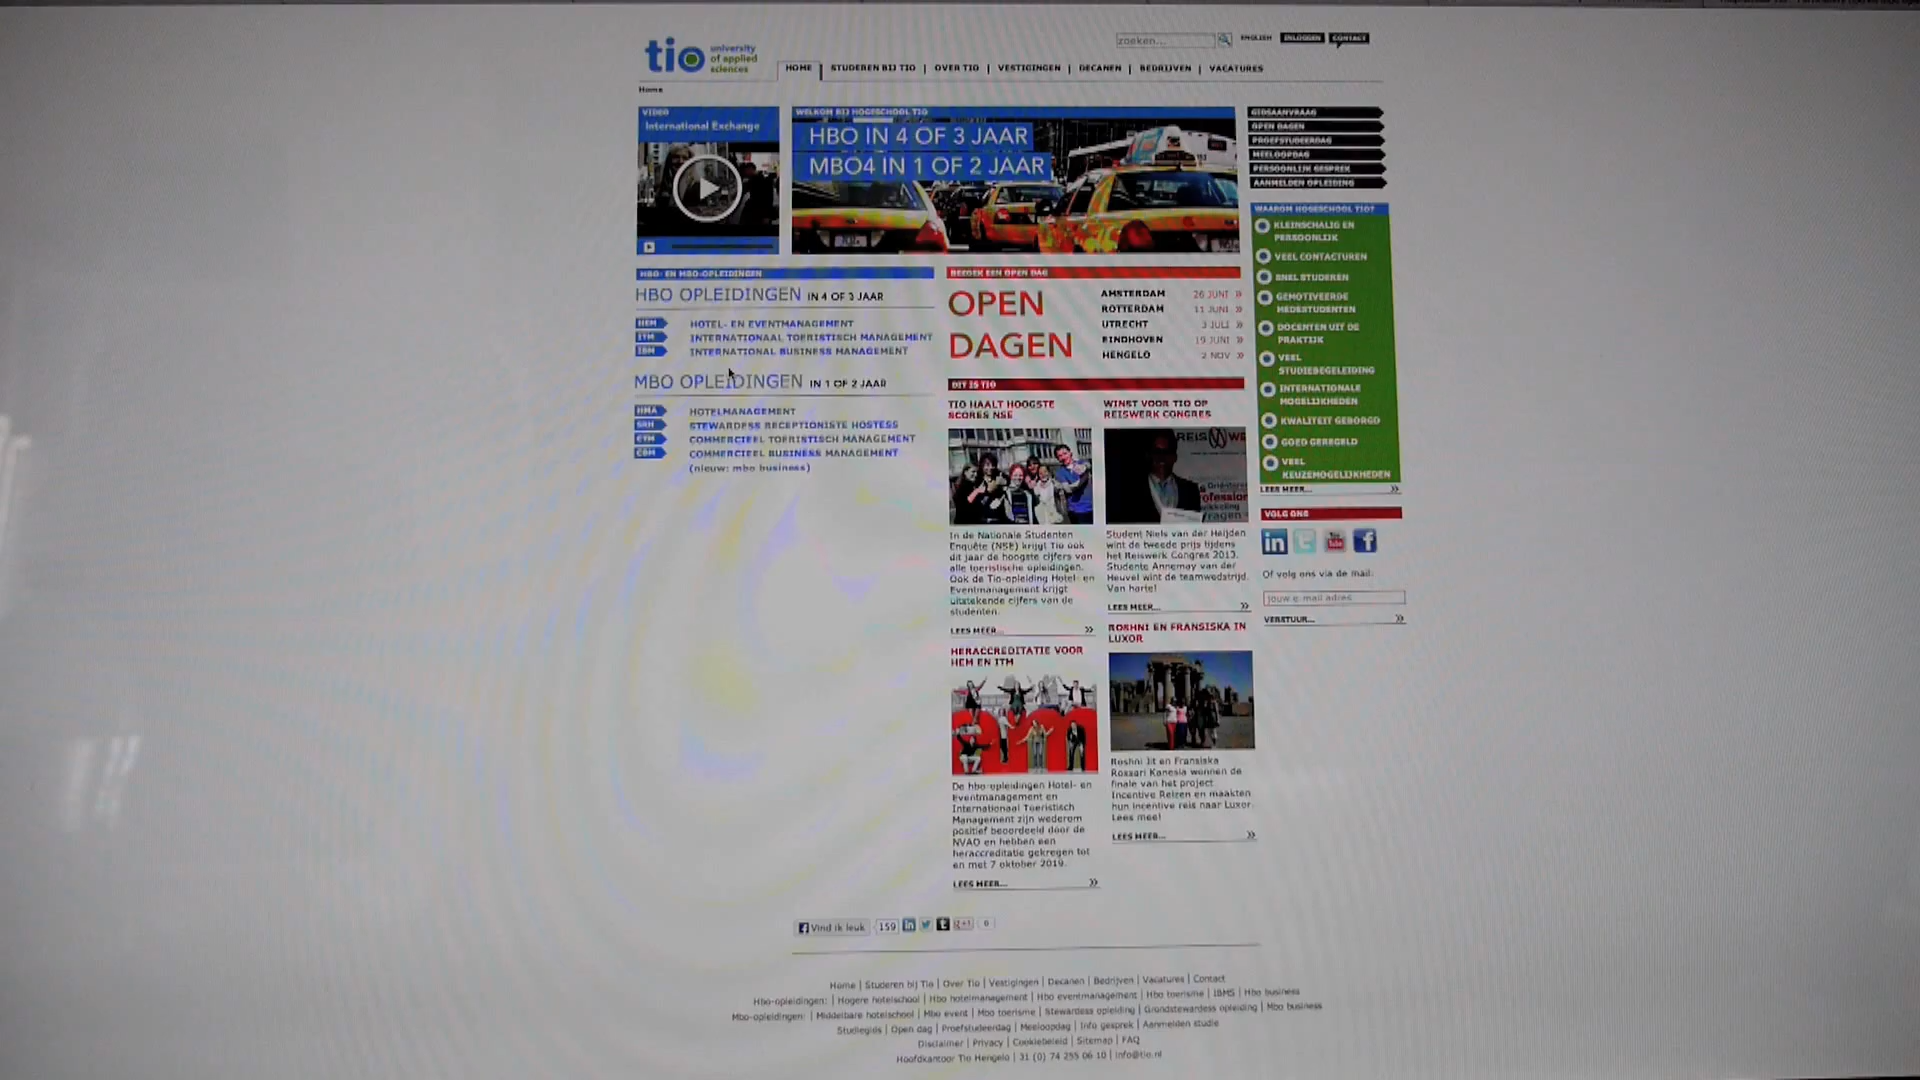 tio university
of applied
sciences
zoeken...
ENGLISH
INLOGGEN
CONTACT
HOME
STUDEREN BIJ TIO | OVER TIO | VESTIGINGEN | DECANEN | BEDRIJVEN | VACATURES
Home
VIDEO
International Exchange
WELKOM BIJ HOGESCHOOL TIO
HBO IN 4 OF 3 JAAR
MBO4 IN 1 OF 2 JAAR
GIDSAANVRAAG
OPEN DAGEN
PROEFSTUDEERDAG
MEELOOPDAG
PERSOONLIJK GESPREK
AANMELDEN OPLEIDING
WAAROM HOGESCHOOL TIO?
KLEINSCHALIG EN
PERSOONLIJK
VEEL CONTACTUREN
SNEL STUDEREN
GEMOTIVEERDE
MEDESTUDENTEN
DOCENTEN UIT DE
PRAKTIJK
VEEL
STUDIEBEGELEIDING
INTERNATIONALE
MOGELIJKHEDEN
KWALITEIT GEBORGD
GOED GEREGELD
VEEL
KEUZEMOGELIJKHEDEN
LEES MEER... »
VOLG ONS
in t You Tube f
Of volg ons via de mail:
jouw e-mail adres
VERSTUUR... »
HBO- EN MBO-OPLEIDINGEN
HBO OPLEIDINGEN IN 4 OF 3 JAAR
HEM HOTEL- EN EVENTMANAGEMENT
ITM INTERNATIONAAL TOERISTISCH MANAGEMENT
IBM INTERNATIONAL BUSINESS MANAGEMENT
MBO OPLEIDINGEN IN 1 OF 2 JAAR
HMA HOTELMANAGEMENT
SRH STEWARDESS RECEPTIONISTE HOSTESS
CTM COMMERCIEEL TOERISTISCH MANAGEMENT
CBM COMMERCIEEL BUSINESS MANAGEMENT
(nieuw: mbo business)
BEZOEK EEN OPEN DAG
OPEN
DAGEN
AMSTERDAM 26 JUNI »
ROTTERDAM 11 JUNI »
UTRECHT 3 JULI »
EINDHOVEN 19 JUNI »
HENGELO 2 NOV »
DIT IS TIO
TIO HAALT HOOGSTE
SCORES NSE
In de Nationale Studenten
Enquête (NSE) krijgt Tio ook
dit jaar de hoogste cijfers van
alle toeristische opleidingen.
Ook de Tio-opleiding Hotel- en
Eventmanagement krijgt
uitstekende cijfers van de
studenten.
LEES MEER... »
WINST VOOR TIO OP
REISWERK CONGRES
REIS WE
Student Niels van der Heijden
wint de tweede prijs tijdens
het Reiswerk Congres 2013.
Studente Annemay van der
Heuvel wint de teamwedstrijd.
Van harte!
LEES MEER... »
HERACCREDITATIE VOOR
HEM EN ITM
De hbo-opleidingen Hotel- en
Eventmanagement en
Internationaal Toeristisch
Management zijn wederom
positief beoordeeld door de
NVAO en hebben een
heraccreditatie gekregen tot
en met 7 oktober 2019.
LEES MEER... »
ROSHNI EN FRANSISKA IN
LUXOR
Roshni Jit en Fransiska
Roxsari Kanesia wonnen de
finale van het project
Incentive Reizen en maakten
hun incentive reis naar Luxor.
Lees mee!
LEES MEER... »
Vind ik leuk 159 in t +1 0
Home | Studeren bij Tio | Over Tio | Vestigingen | Decanen | Bedrijven | Vacatures | Contact
Hbo-opleidingen: | Hogere hotelschool | Hbo hotelmanagement | Hbo eventmanagement | Hbo toerisme | IBMS | Hbo business
Mbo-opleidingen: | Middelbare hotelschool | Mbo event | Mbo toerisme | Stewardess opleiding | Grondstewardess opleiding | Mbo business
Studiegids | Open dag | Proefstudeerdag | Meeloopdag | Info gesprek | Aanmelden studie
Disclaimer | Privacy | Cookiebeleid | Sitemap | FAQ
Hoofdkantoor Tio Hengelo | 31 (0) 74 255 06 10 | info@tio.nl